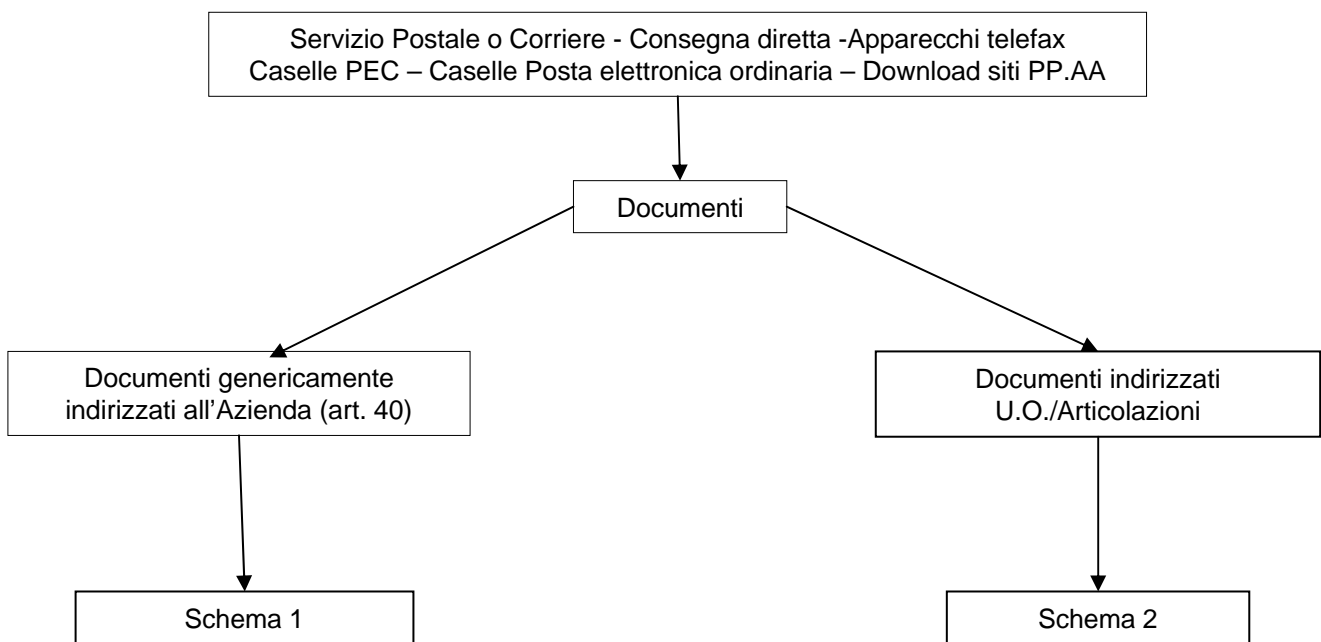 Servizio Postale o Corriere - Consegna diretta -Apparecchi telefax
Caselle PEC – Caselle Posta elettronica ordinaria – Download siti PP.AA
Documenti
Documenti genericamente
indirizzati all’Azienda (art. 40)
Documenti indirizzati
U.O./Articolazioni
Schema 1
Schema 2